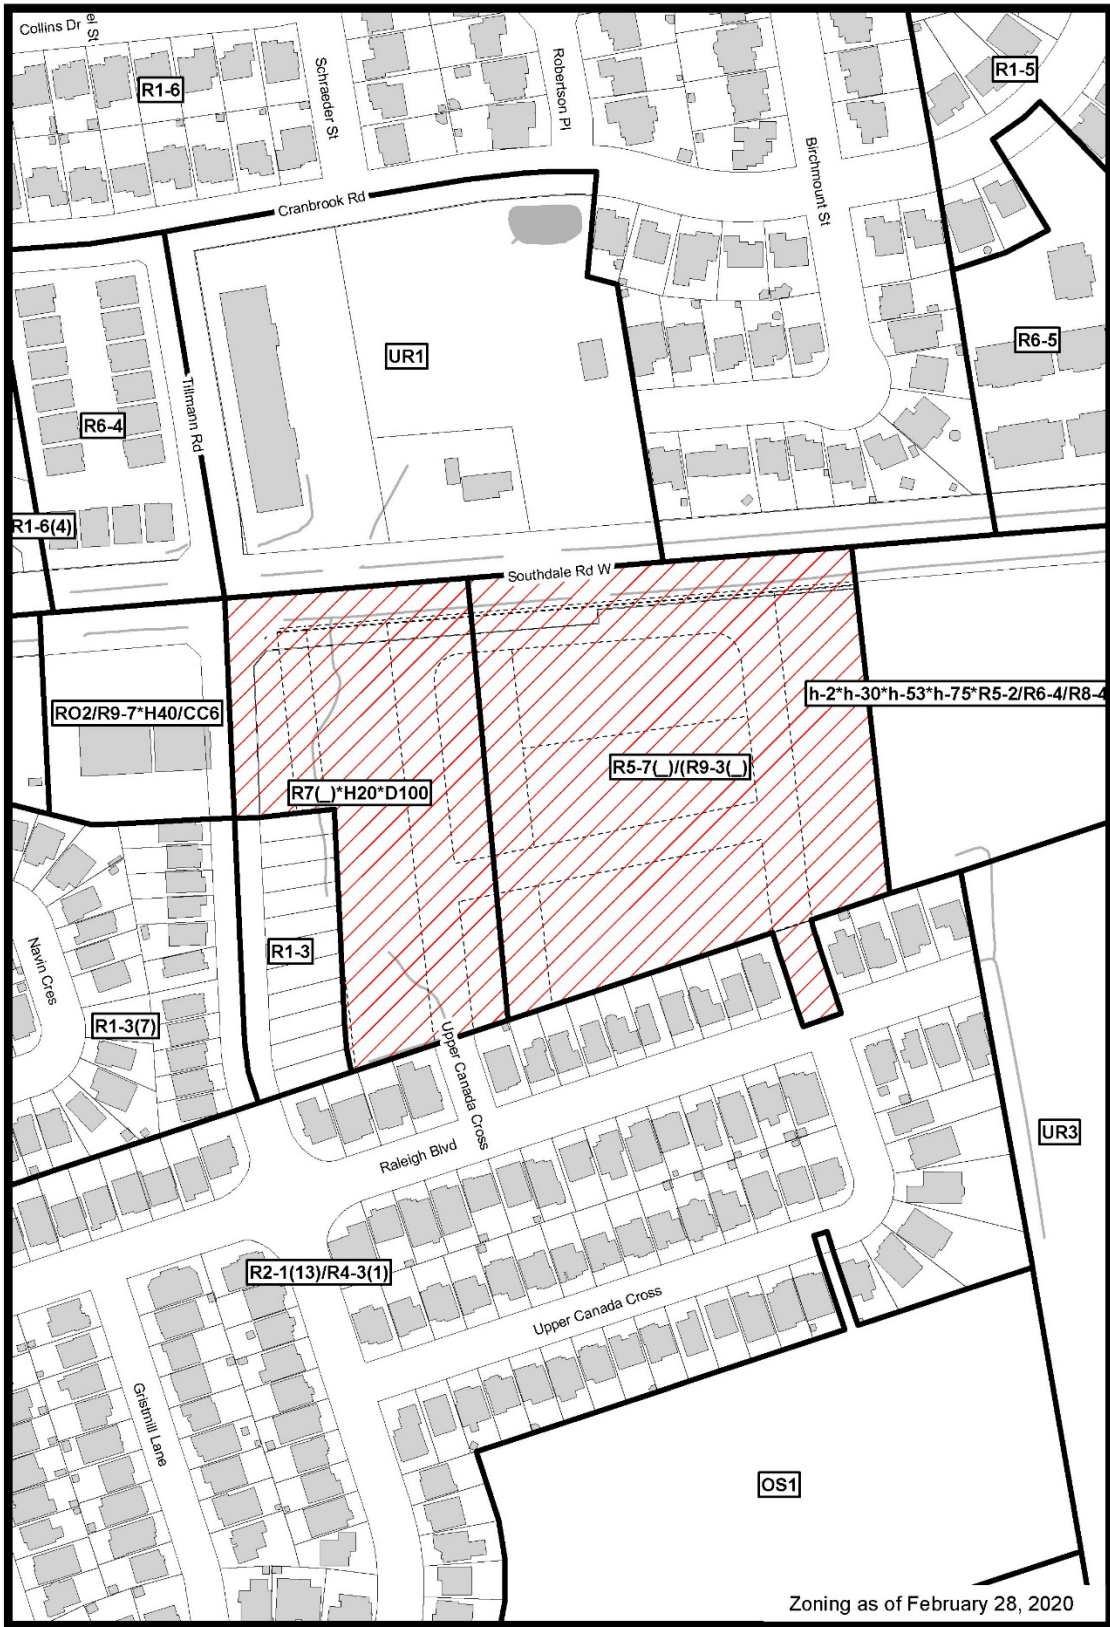 Collins Dr
el St
R1-6
Schraeder St
Robertson Pl
R1-5
Birchmount St
Cranbrook Rd
UR1
R6-5
Tillmann Rd
R6-4
R1-6(4)
Southdale Rd W
h-2*h-30*h-53*h-75*R5-2/R6-4/R8-4
RO2/R9-7*H40/CC6
R5-7(_)/(R9-3(_)
R7(_)*H20*D100
Navin Cres
R1-3
R1-3(7)
Upper Canada Cross
UR3
Raleigh Blvd
R2-1(13)/R4-3(1)
Upper Canada Cross
Gristmill Lane
OS1
Zoning as of February 28, 2020